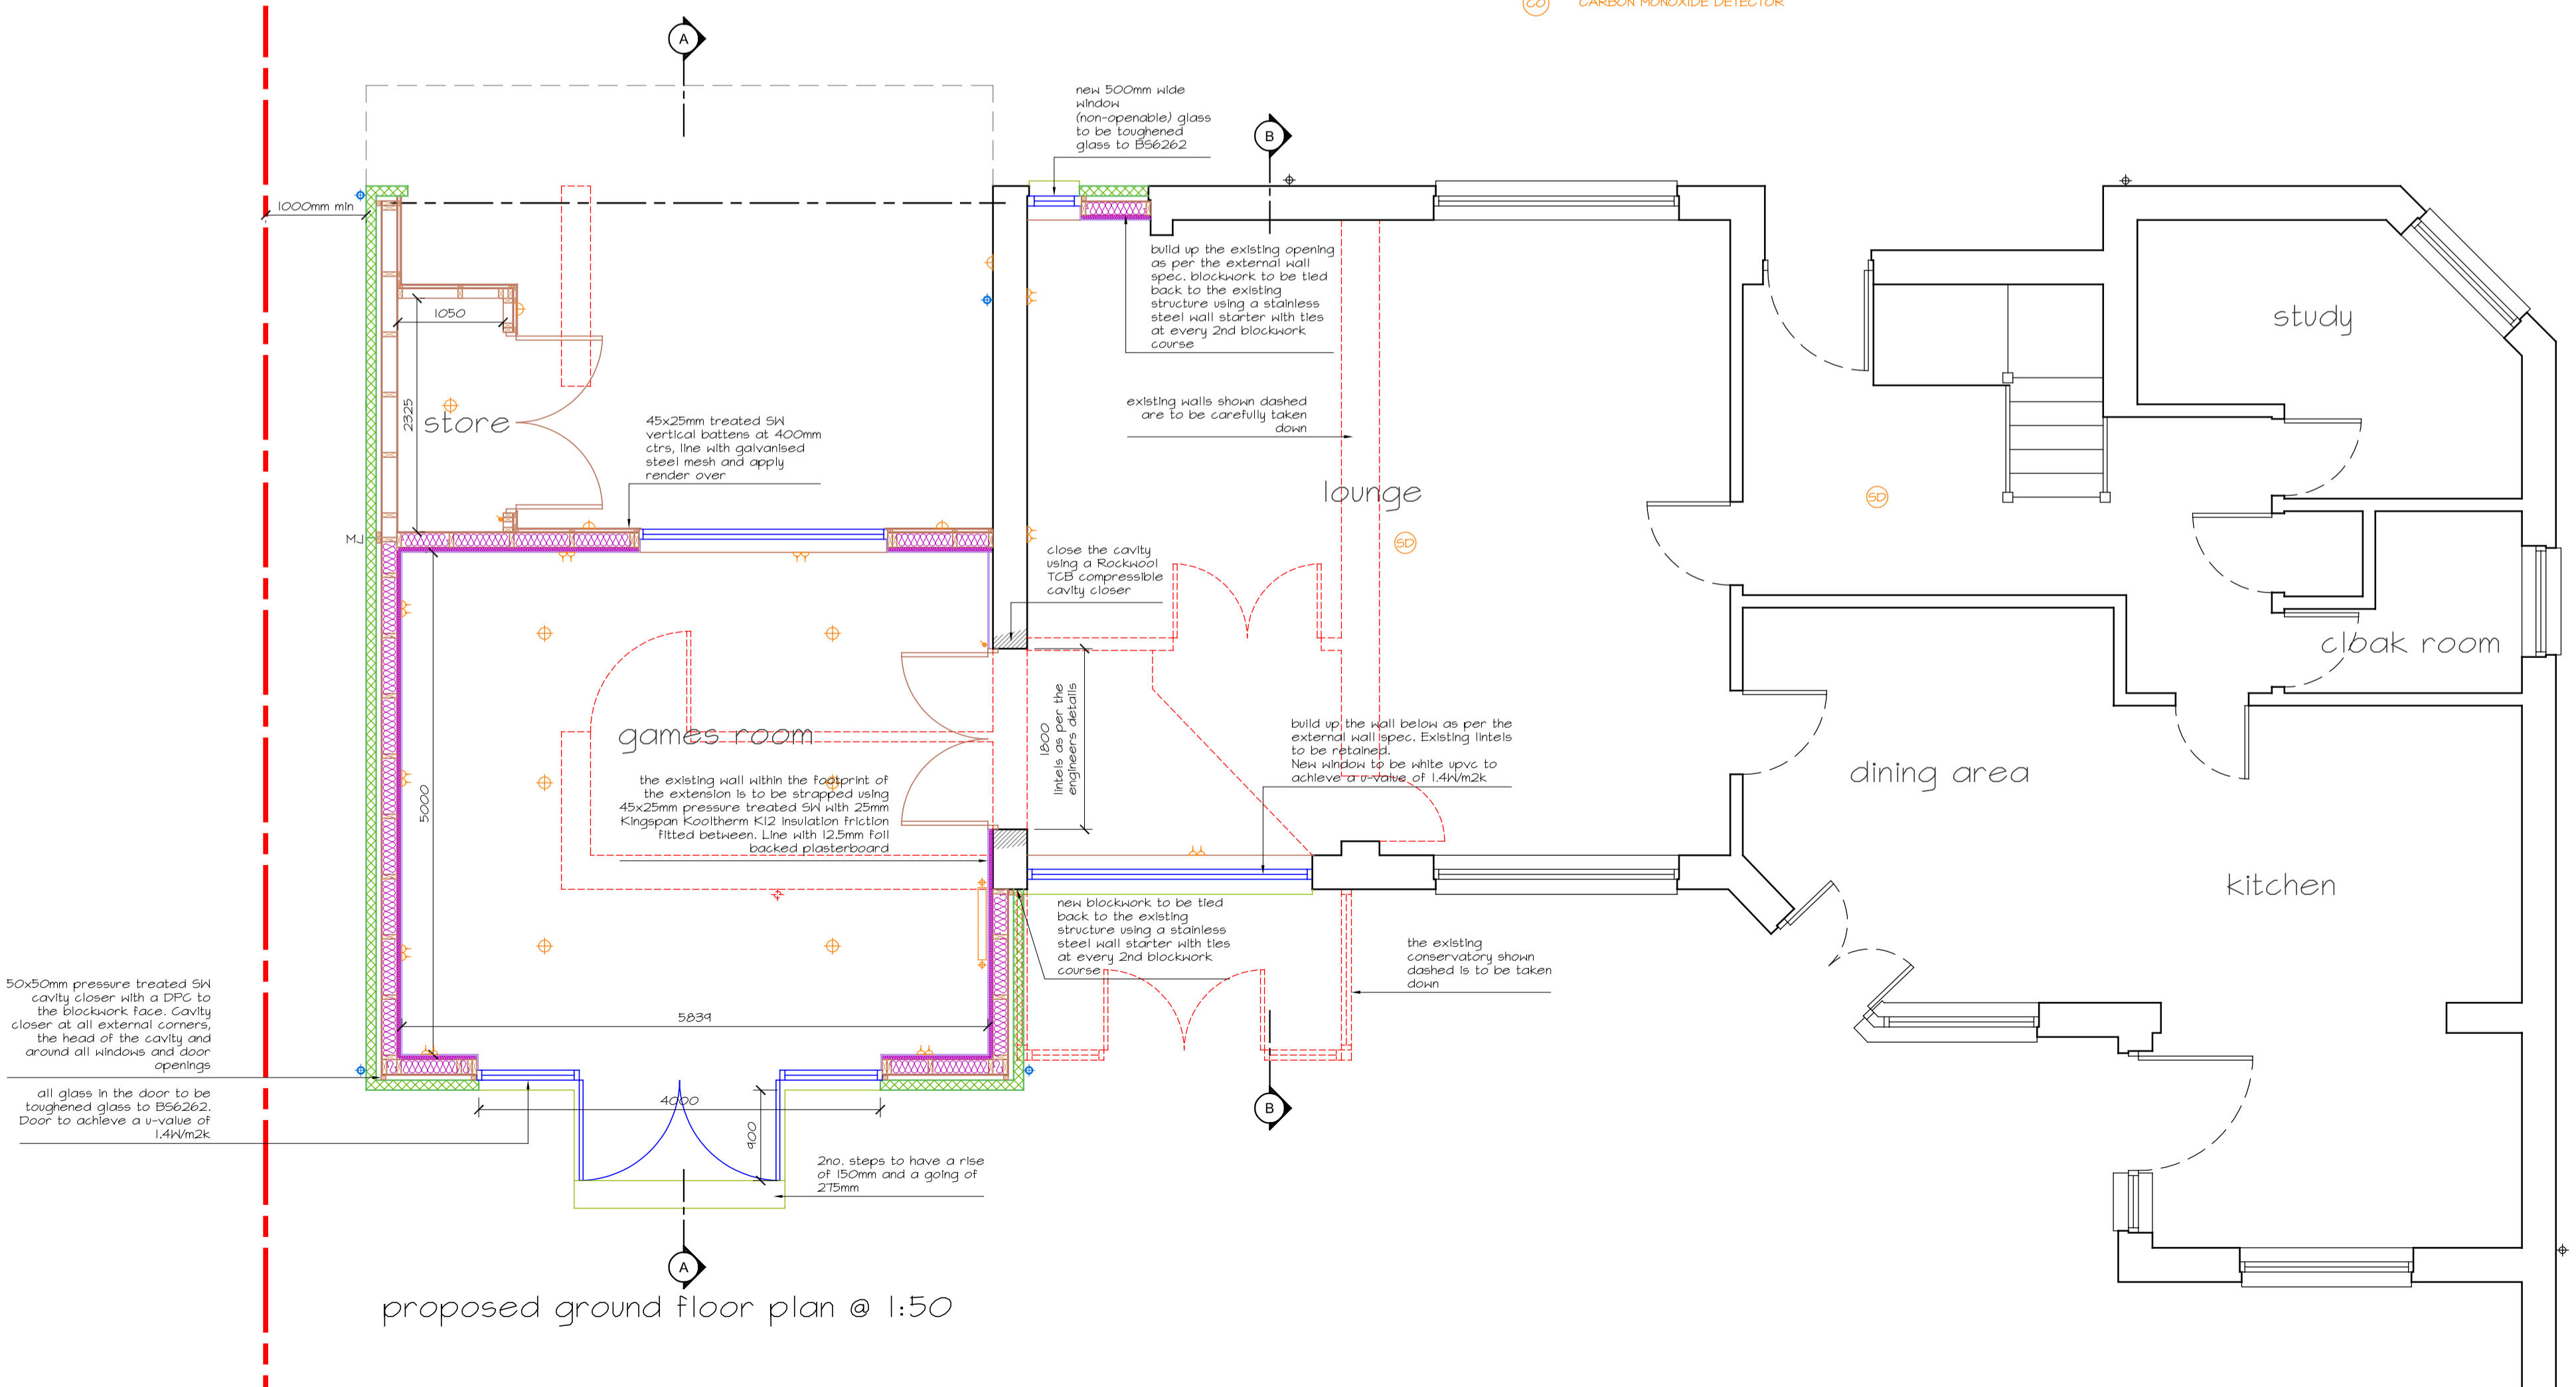 CO CARBON MONOXIDE DETECTOR
A
new 500mm wide
window
(non-openable) glass
to be toughened
glass to BS6262
B
1000mm min
build up the existing opening
as per the external wall
spec. blockwork to be tied
back to the existing
structure using a stainless
steel wall starter with ties
at every 2nd blockwork
course
1050
2325
store
study
existing walls shown dashed
are to be carefully taken
down
45x25mm treated SW
vertical battens at 400mm
ctrs, line with galvanised
steel mesh and apply
render over
lounge
SD
SD
MJ
close the cavity
using a Rockwool
TCB compressible
cavity closer
cloak room
games room
1800
lintels as per the
engineers details
build up the wall below as per the
external wall spec. Existing lintels
to be retained.
New window to be white upvc to
achieve a u-value of 1.4W/m2k
dining area
the existing wall within the footprint of
the extension is to be strapped using
45x25mm pressure treated SW with 25mm
Kingspan Kooltherm K12 insulation friction
fitted between. Line with 12.5mm foil
backed plasterboard
5000
kitchen
new blockwork to be tied
back to the existing
structure using a stainless
steel wall starter with ties
at every 2nd blockwork
course
the existing
conservatory shown
dashed is to be taken
down
50x50mm pressure treated SW
cavity closer with a DPC to
the blockwork face. Cavity
closer at all external corners,
the head of the cavity and
around all windows and door
openings
5839
all glass in the door to be
toughened glass to BS6262.
Door to achieve a u-value of
1.4W/m2k
4000
900
B
2no. steps to have a rise
of 150mm and a going of
275mm
A
proposed ground floor plan @ 1:50